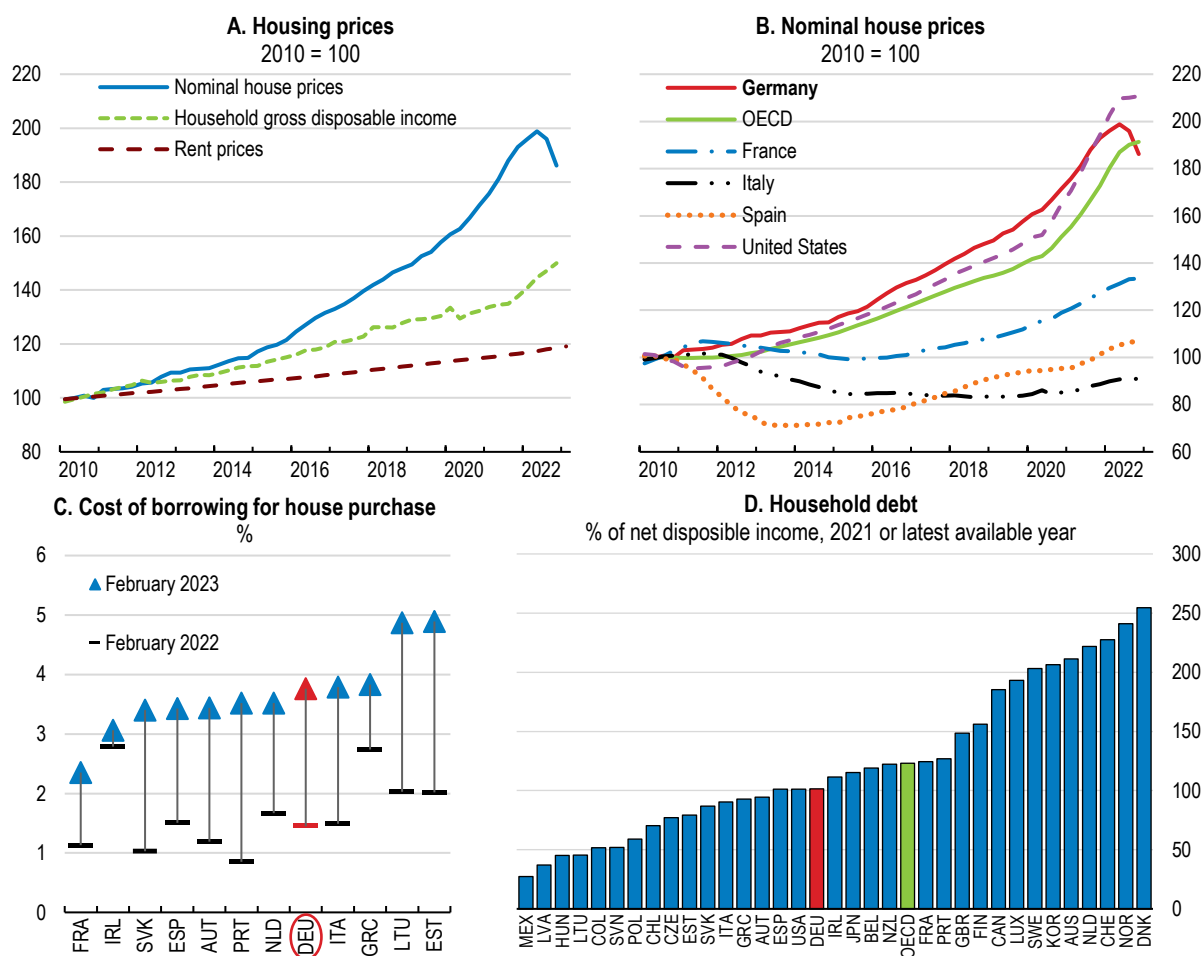 A. Housing prices
2010 = 100
220
200
180
160
140
120
100
80
Nominal house prices
Household gross disposable income
Rent prices
2010 2012 2014 2016 2018 2020 2022
B. Nominal house prices
2010 = 100
Germany
OECD
France
Italy
Spain
United States
220
200
180
160
140
120
100
80
60
2010 2012 2014 2016 2018 2020 2022
C. Cost of borrowing for house purchase
%
6
5
4
3
2
1
0
February 2023
February 2022
FRA IRL SVK ESP AUT PRT NLD DEU ITA GRC LTU EST
D. Household debt
% of net disposible income, 2021 or latest available year
300
250
200
150
100
50
0
MEX LVA HUN LTU COL SVN POL CHL CZE EST SVK ITA GRC AUT ESP USA DEU IRL JPN BEL NZL OECD FRA PRT GBR FIN CAN LUX SWE KOR AUS NLD CHE NOR DNK